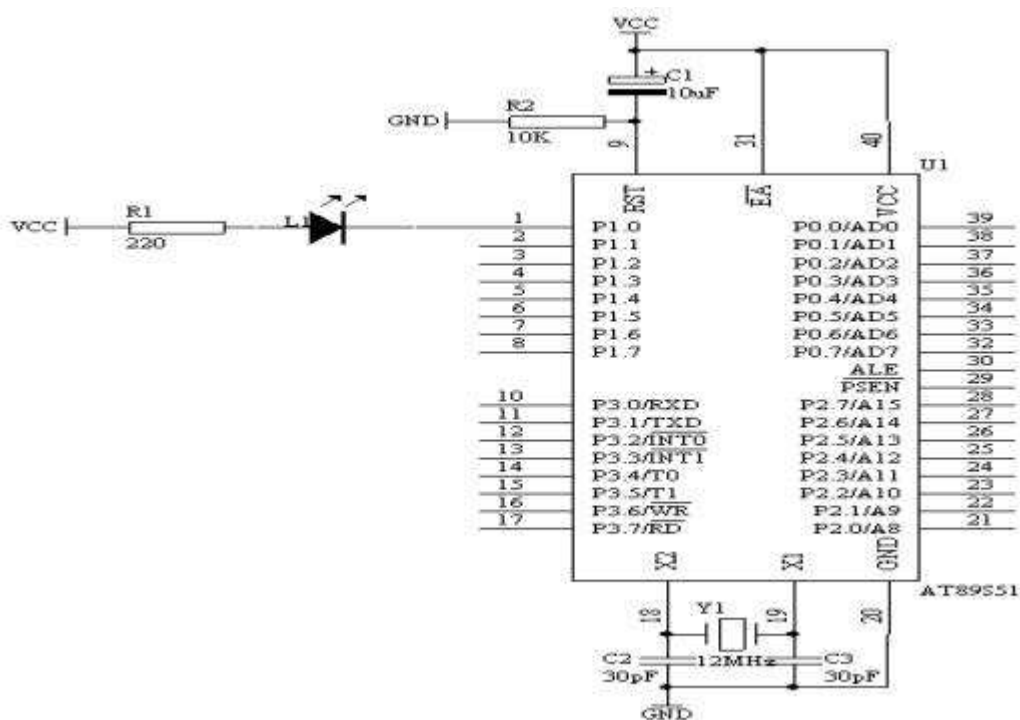 VCC
C1
10uF
+
R2
GND
10K
9
31
40
U1
RST
EA
VCC
R1
L1
VCC
220
1 P1.0 P0.0/AD0 39
2 P1.1 P0.1/AD1 38
3 P1.2 P0.2/AD2 37
4 P1.3 P0.3/AD3 36
5 P1.4 P0.4/AD4 35
6 P1.5 P0.5/AD5 34
7 P1.6 P0.6/AD6 33
8 P1.7 P0.7/AD7 32
ALE 30
PSEN 29
10 P3.0/RXD P2.7/A15 28
11 P3.1/TXD P2.6/A14 27
12 P3.2/INT0 P2.5/A13 26
13 P3.3/INT1 P2.4/A12 25
14 P3.4/T0 P2.3/A11 24
15 P3.5/T1 P2.2/A10 23
16 P3.6/WR P2.1/A9 22
17 P3.7/RD P2.0/A8 21
X2
X1
GND
AT89S51
18
Y1
19
20
C2
12MHz
C3
30pF
30pF
GND